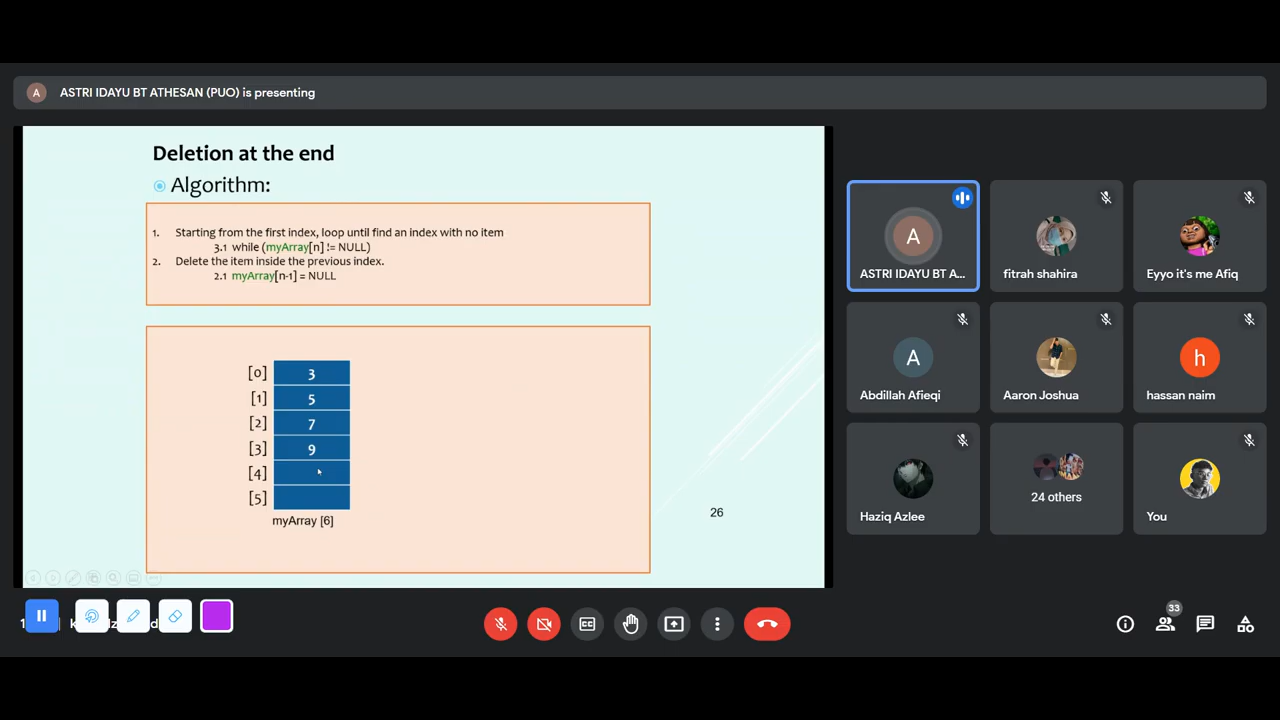 A ASTRI IDAYU BT ATHESAN (PUO) is presenting
Deletion at the end
Algorithm:
1. Starting from the first index, loop until find an index with no item
3.1 while (myArray[n] != NULL)
2. Delete the item inside the previous index.
2.1 myArray[n-1] = NULL
[0] 3
[1] 5
[2] 7
[3] 9
[4]
[5]
myArray [6]
26
A
ASTRI IDAYU BT A...
fitrah shahira
Eyyo it's me Afiq
A
Abdillah Afieqi
Aaron Joshua
h
hassan naim
Haziq Azlee
24 others
You
CC
33